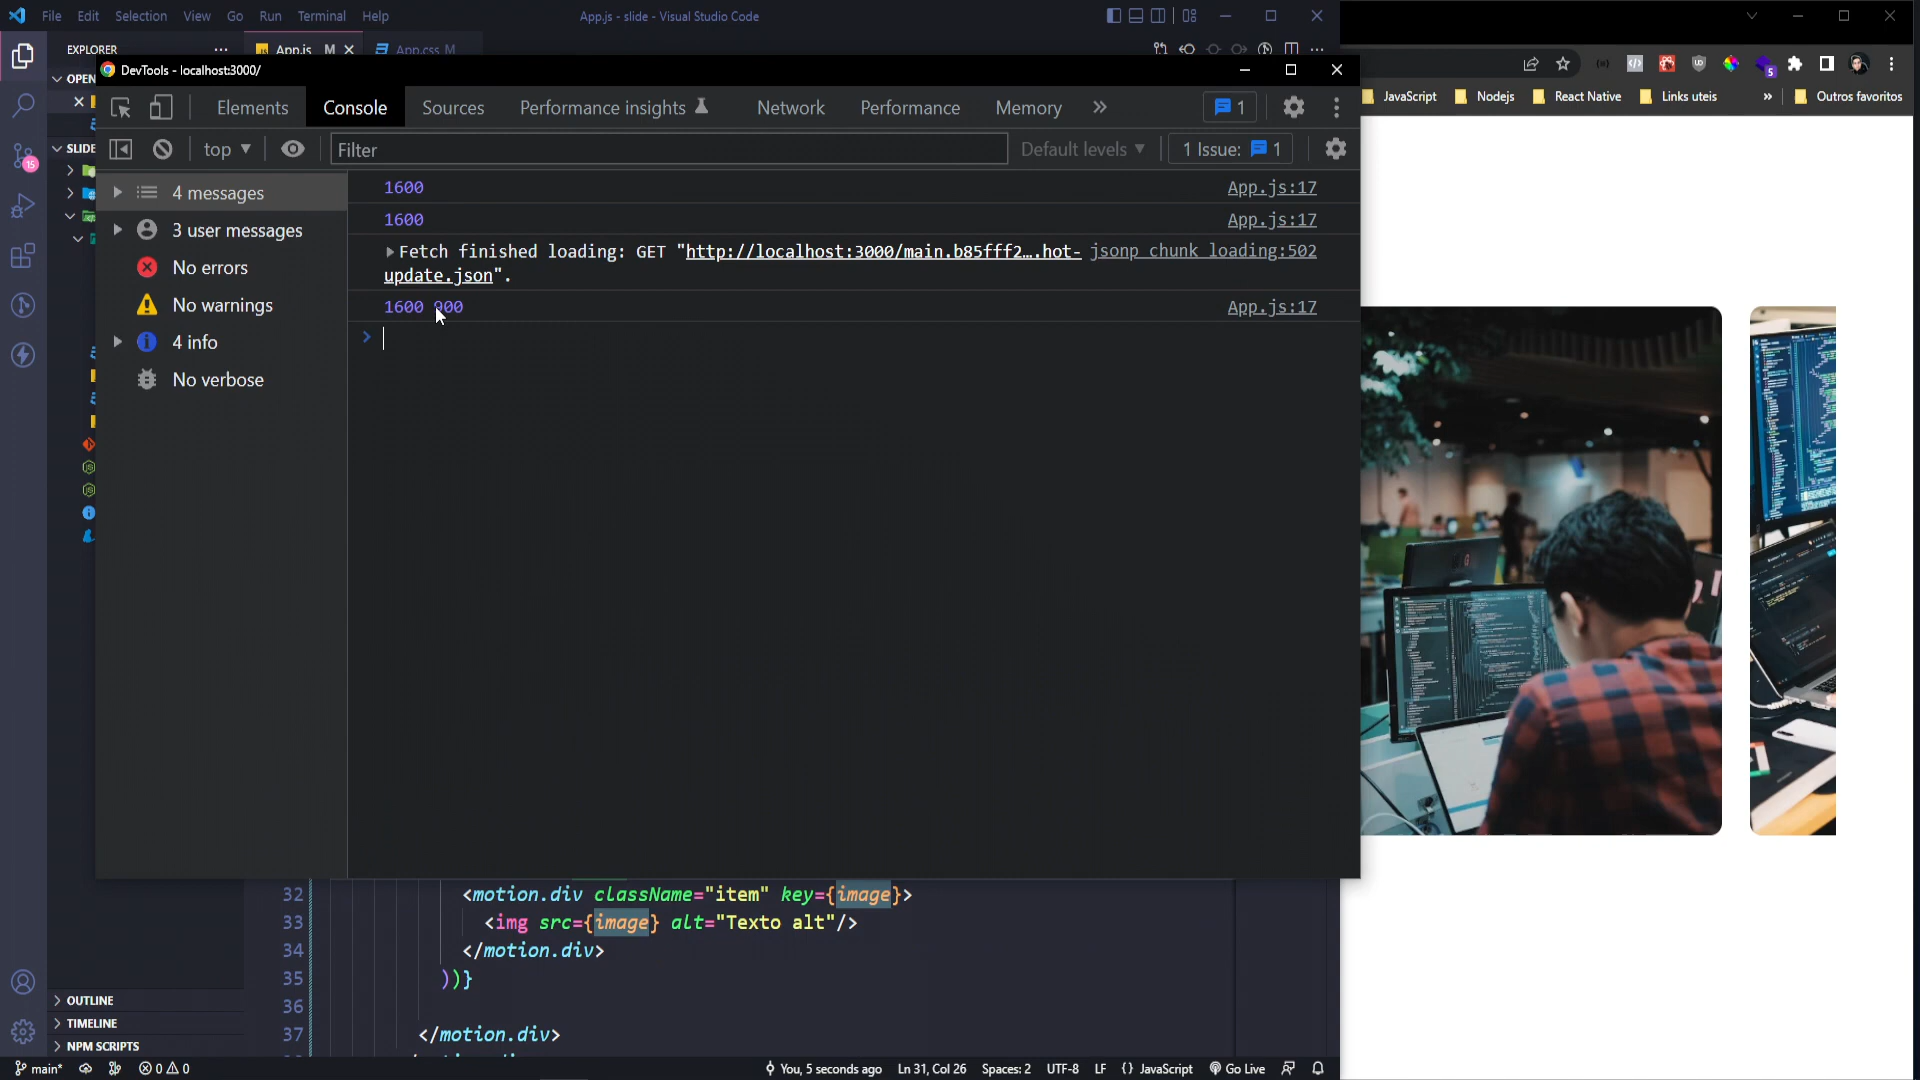 File Edit Selection View Go Run Terminal Help
App.js - slide - Visual Studio Code
EXPLORER
App.js M
App.css M
DevTools - localhost:3000/
OPEN
Elements Console Sources Performance insights Network Performance Memory
1
JavaScript Nodejs React Native Links uteis » Outros favoritos
5
SLIDE
top
Filter
Default levels
1 Issue: 1
15
4 messages
3 user messages
No errors
No warnings
4 info
No verbose
1600 App.js:17
1600 App.js:17
Fetch finished loading: GET "http://localhost:3000/main.b85fff2….hot- jsonp chunk loading:502
update.json".
1600 900 App.js:17
>
32 <motion.div className="item" key={image}>
33 <img src={image} alt="Texto alt"/>
34 </motion.div>
35 ))}
36
37 </motion.div>
OUTLINE
TIMELINE
NPM SCRIPTS
main* 0 0
You, 5 seconds ago Ln 31, Col 26 Spaces: 2 UTF-8 LF {} JavaScript Go Live